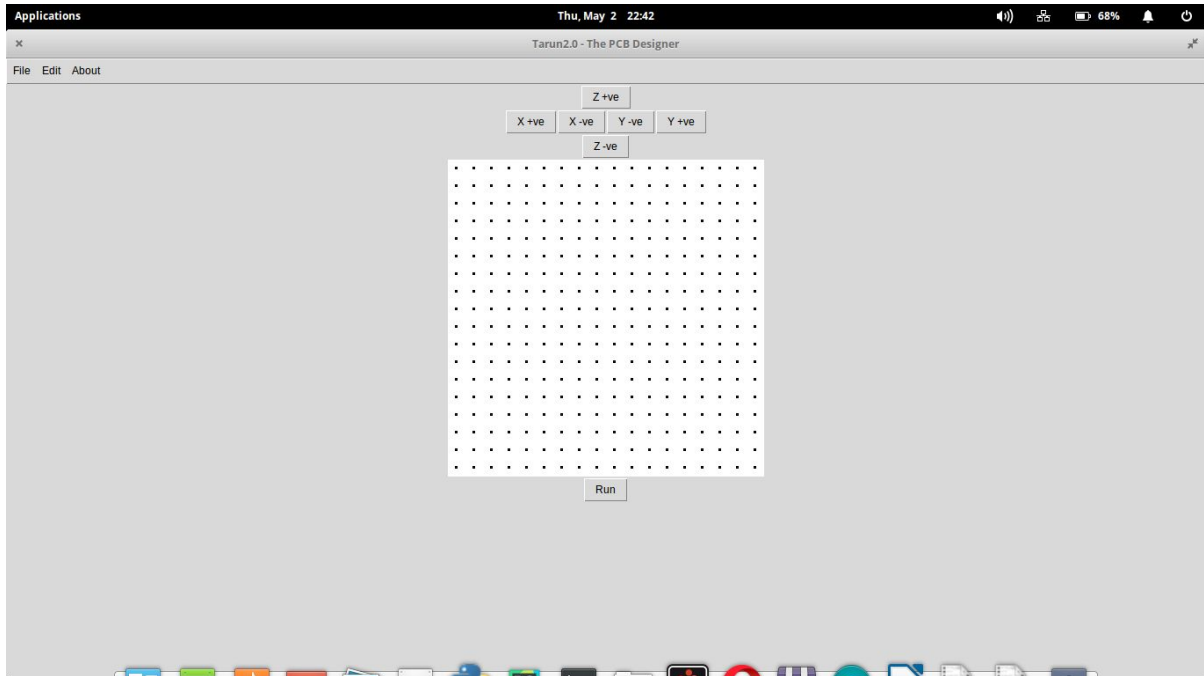 Applications Thu, May 2 22:42 68%
Tarun2.0 - The PCB Designer
File Edit About
Z +ve
X +ve X -ve Y -ve Y +ve
Z -ve
Run